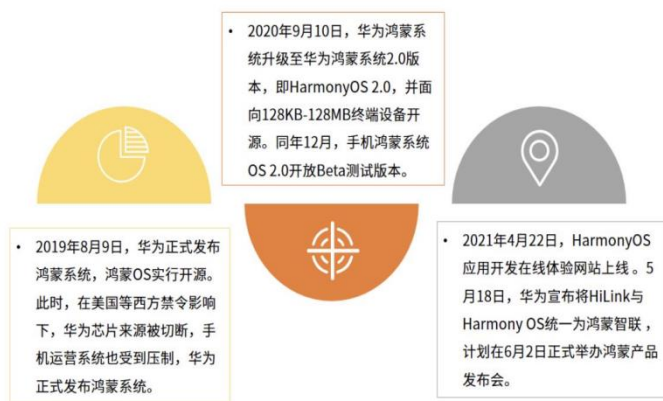 • 2020年9月10日，华为鸿蒙系
统升级至华为鸿蒙系统2.0版
本，即HarmonyOS 2.0，并面
向128KB-128MB终端设备开
源。同年12月，手机鸿蒙系统
OS 2.0开放Beta测试版本。
• 2019年8月9日，华为正式发布
鸿蒙系统，鸿蒙OS实行开源。
此时，在美国等西方禁令影响
下，华为芯片来源被切断，手
机运营系统也受到压制，华为
正式发布鸿蒙系统。
• 2021年4月22日，HarmonyOS
应用开发在线体验网站上线 。5
月18日，华为宣布将HiLink与
Harmony OS统一为鸿蒙智联 ，
计划在6月2日正式举办鸿蒙产品
发布会。